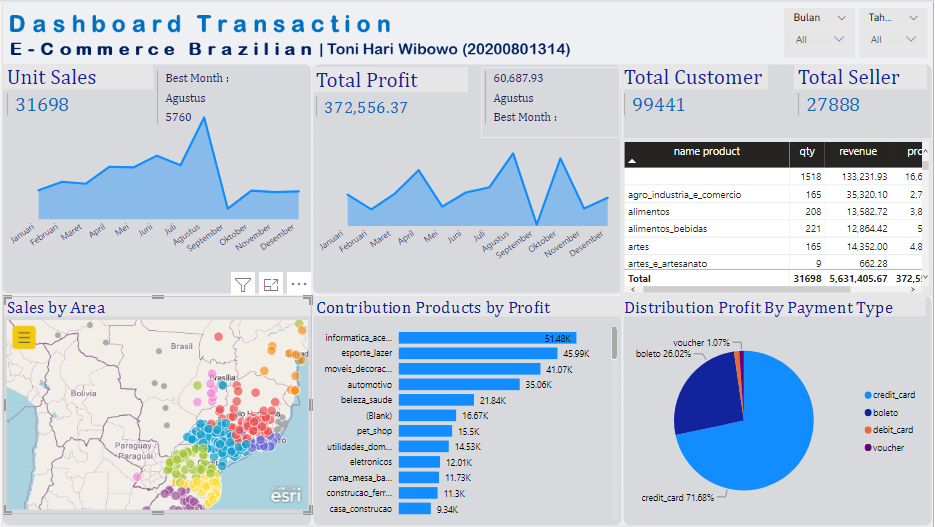 Dashboard Transaction
E-Commerce Brazilian | Toni Hari Wibowo (20200801314)
Bulan
All
Tah...
All
Unit Sales
31698
Best Month :
Agustus
5760
Januari
Februari
Maret
April
Mei
Juni
Juli
Agustus
September
Oktober
November
Desember
Total Profit
372,556.37
60,687.93
Agustus
Best Month :
Januari
Februari
Maret
April
Mei
Juni
Juli
Agustus
September
Oktober
November
Desember
Total Customer
99441
Total Seller
27888
name product qty revenue pro
1518 133,231.93 16,6
agro_industria_e_comercio 165 35,320.10 2,7
alimentos 208 13,582.72 3,8
alimentos_bebidas 221 12,864.42 5
artes 165 14,352.00 4,8
artes_e_artesanato 9 662.28
Total 31698 5,631,405.67 372,5
Sales by Area
Brasil
Bolivia
Paraguay
Paraguái
esri
Contribution Products by Profit
informatica_ace... 51.48K
esporte_lazer 45.99K
moveis_decorac... 41.07K
automotivo 35.06K
beleza_saude 21.84K
(Blank) 16.67K
pet_shop 15.5K
utilidades_dom... 14.53K
eletronicos 12.01K
cama_mesa_ba... 11.73K
construcao_ferr... 11.3K
casa_construcao 9.34K
Distribution Profit By Payment Type
voucher 1.07%
boleto 26.02%
credit_card 71.68%
credit_card
boleto
debit_card
voucher